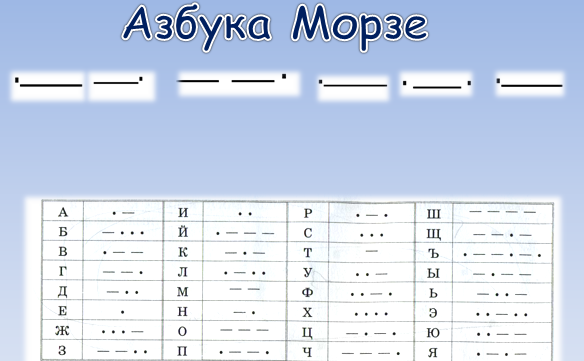 Азбука Морзе
• — — • — — • • — • — • • —
А • — И • • Р • — • Ш — — — —
Б — • • • Й • — — — С • • • Щ — — • —
В • — — К — • — Т — Ъ • — — • — •
Г — — • Л • — • • У • • — Ы — • — —
Д — • • М — — Ф • • — • Ь — • • —
Е • Н — • Х • • • • Э • • — • •
Ж • • • — О — — — Ц — • — • Ю • • — —
З — — • • П • — — • Ч — — — • Я • — • —